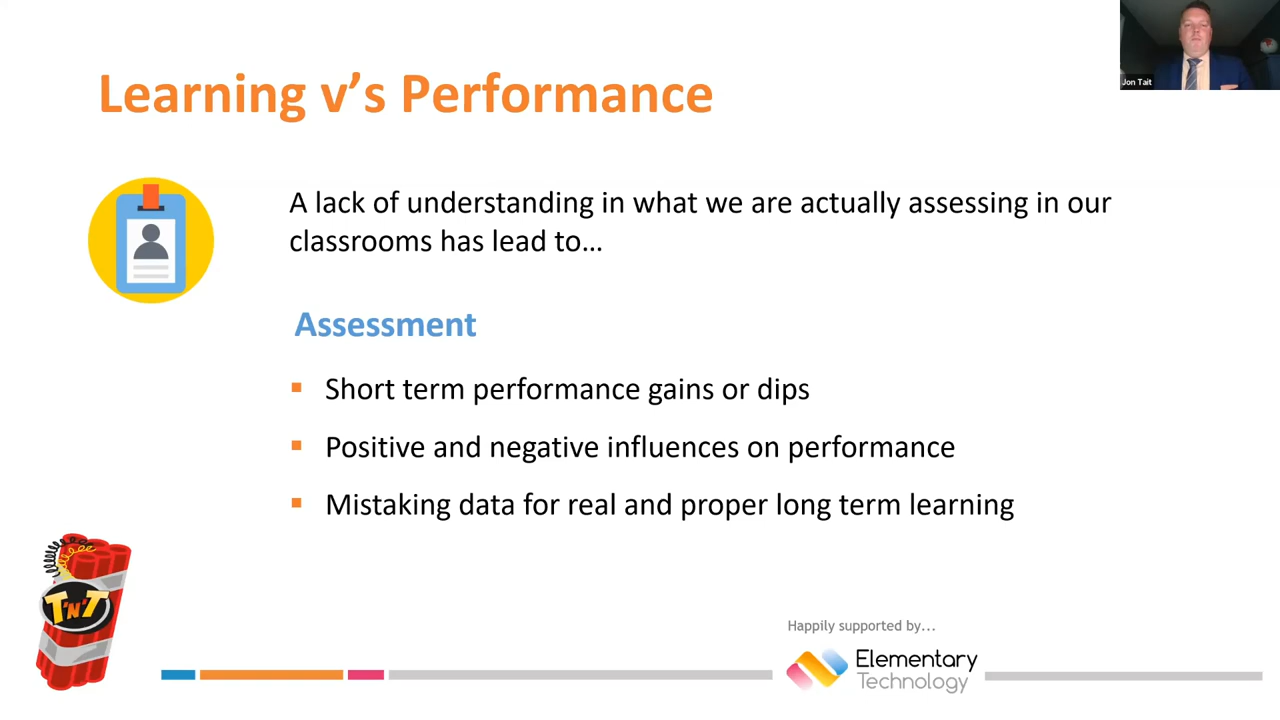 Jon Tait
Learning v’s Performance
A lack of understanding in what we are actually assessing in our
classrooms has lead to…
Assessment
▪ Short term performance gains or dips
▪ Positive and negative influences on performance
▪ Mistaking data for real and proper long term learning
T'N'T
Happily supported by...
Elementary
Technology